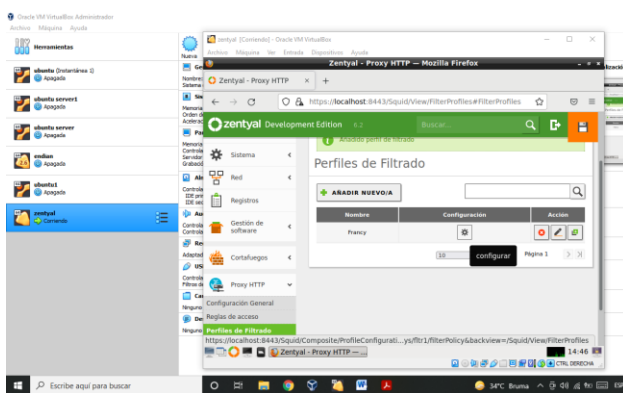 Oracle VM VirtualBox Administrador
Archivo Máquina Ayuda
Herramientas
Nueva
ubuntu (Instantánea 1)
Apagada
ubuntu server1
Apagada
ubuntu server
Apagada
endian
Apagada
ubuntu1
Apagada
zentyal
Corriendo
zentyal [Corriendo] - Oracle VM VirtualBox
Archivo Máquina Ver Entrada Dispositivos Ayuda
Zentyal - Proxy HTTP — Mozilla Firefox
Zentyal - Proxy HTTP
https://localhost:8443/Squid/View/FilterProfiles#FilterProfiles
zentyal Development Edition 6.2
Buscar...
Añadido perfil de filtrado
Sistema
Red
Registros
Gestión de software
Cortafuegos
Proxy HTTP
Configuración General
Reglas de acceso
Perfiles de Filtrado
Perfiles de Filtrado
AÑADIR NUEVO/A
Nombre Configuración Acción
Francy
10
configurar
Página 1
https://localhost:8443/Squid/Composite/ProfileConfigurati...ys/fltr1/filterPolicy&backview=/Squid/View/FilterProfiles
Zentyal - Proxy HTTP — ...
14:46
CTRL DERECHA
Escribe aquí para buscar
34°C Bruma
ESP